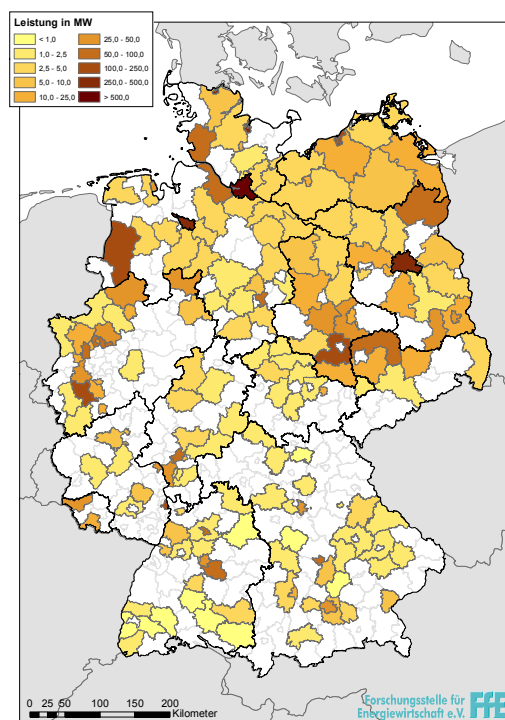 Leistung in MW
< 1,0
1,0 - 2,5
2,5 - 5,0
5,0 - 10,0
10,0 - 25,0
25,0 - 50,0
50,0 - 100,0
100,0 - 250,0
250,0 - 500,0
> 500,0
0 25 50 100 150 200
Kilometer
Forschungsstelle für
Energiewirtschaft e.V.
FfE